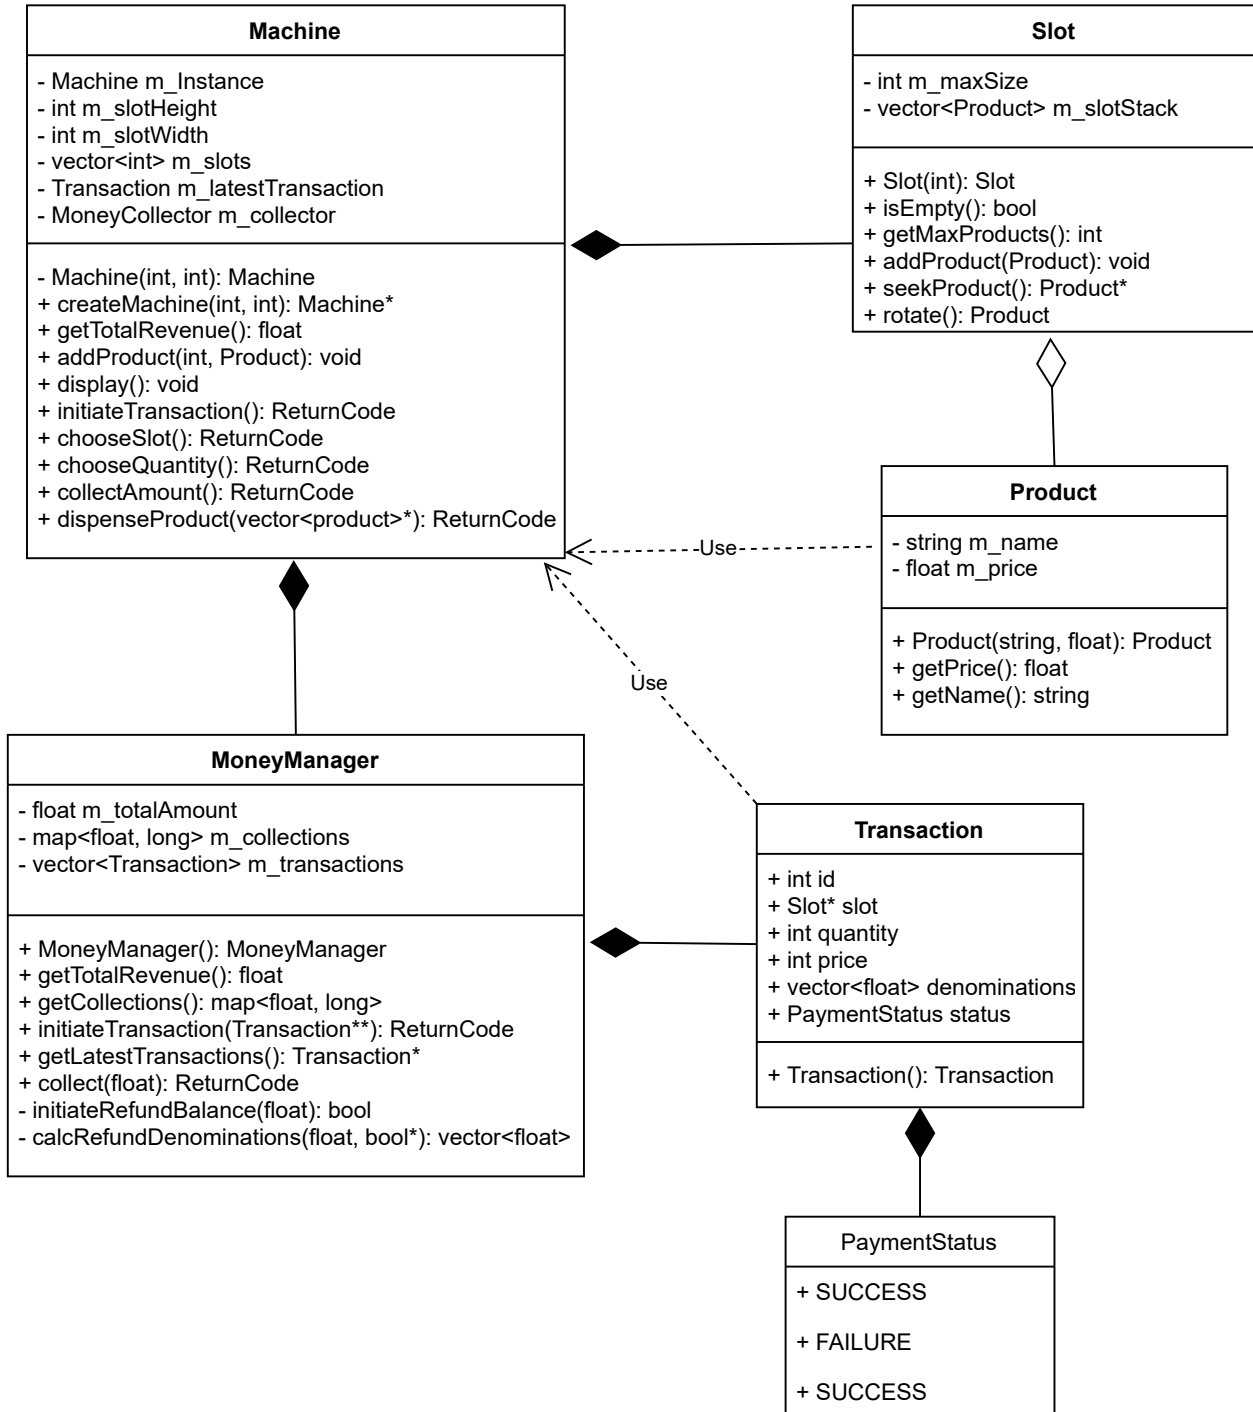 Machine
- Machine m_Instance
- int m_slotHeight
- int m_slotWidth
- vector<int> m_slots
- Transaction m_latestTransaction
- MoneyCollector m_collector
- Machine(int, int): Machine
+ createMachine(int, int): Machine*
+ getTotalRevenue(): float
+ addProduct(int, Product): void
+ display(): void
+ initiateTransaction(): ReturnCode
+ chooseSlot(): ReturnCode
+ chooseQuantity(): ReturnCode
+ collectAmount(): ReturnCode
+ dispenseProduct(vector<product>*): ReturnCode
Slot
- int m_maxSize
- vector<Product> m_slotStack
+ Slot(int): Slot
+ isEmpty(): bool
+ getMaxProducts(): int
+ addProduct(Product): void
+ seekProduct(): Product*
+ rotate(): Product
Use
Product
- string m_name
- float m_price
+ Product(string, float): Product
+ getPrice(): float
+ getName(): string
Use
MoneyManager
- float m_totalAmount
- map<float, long> m_collections
- vector<Transaction> m_transactions
+ MoneyManager(): MoneyManager
+ getTotalRevenue(): float
+ getCollections(): map<float, long>
+ initiateTransaction(Transaction**): ReturnCode
+ getLatestTransactions(): Transaction*
+ collect(float): ReturnCode
- initiateRefundBalance(float): bool
- calcRefundDenominations(float, bool*): vector<float>
Transaction
+ int id
+ Slot* slot
+ int quantity
+ int price
+ vector<float> denominations
+ PaymentStatus status
+ Transaction(): Transaction
PaymentStatus
+ SUCCESS
+ FAILURE
+ SUCCESS